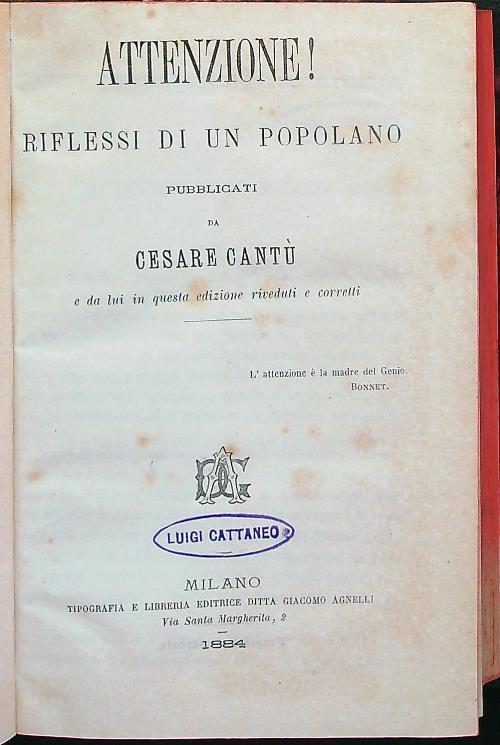 ATTENZIONE!
RIFLESSI DI UN POPOLANO
PUBBLICATI
DA
CESARE CANTÙ
e da lui in questa edizione riveduti e corretti
L' attenzione è la madre del Genio.
BONNET.
LUIGI CATTANEO
MILANO
TIPOGRAFIA E LIBRERIA EDITRICE DITTA GIACOMO AGNELLI
Via Santa Margherita, 2
1884